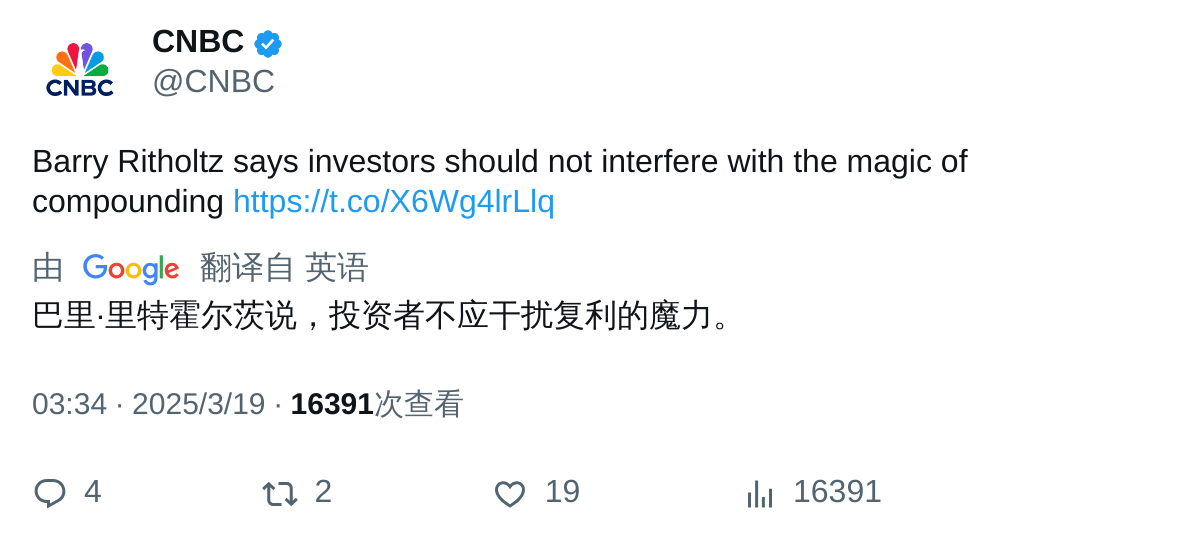 CNBC
CNBC
@CNBC
Barry Ritholtz says investors should not interfere with the magic of
compounding https://t.co/X6Wg4lrLlq
由 Google 翻译自 英语
巴里·里特霍尔茨说，投资者不应干扰复利的魔力。
03:34 · 2025/3/19 · 16391次查看
4 2 19 16391